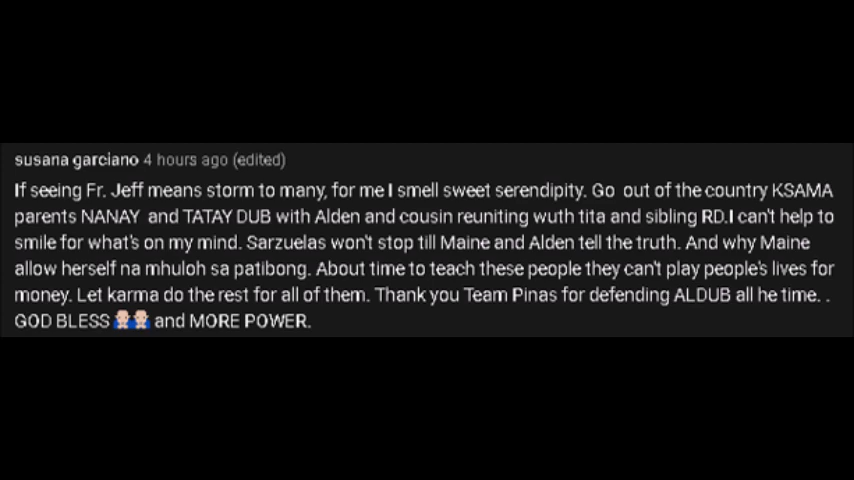 susana garciano 4 hours ago (edited)
If seeing Fr. Jeff means storm to many, for me I smell sweet serendipity. Go out of the country KSAMA
parents NANAY and TATAY DUB with Alden and cousin reuniting wuth tita and sibling RD.I can't help to
smile for what's on my mind. Sarzuelas won't stop till Maine and Alden tell the truth. And why Maine
allow herself na mhuloh sa patibong. About time to teach these people they can't play people's lives for
money. Let karma do the rest for all of them. Thank you Team Pinas for defending ALDUB all he time. .
GOD BLESS and MORE POWER.